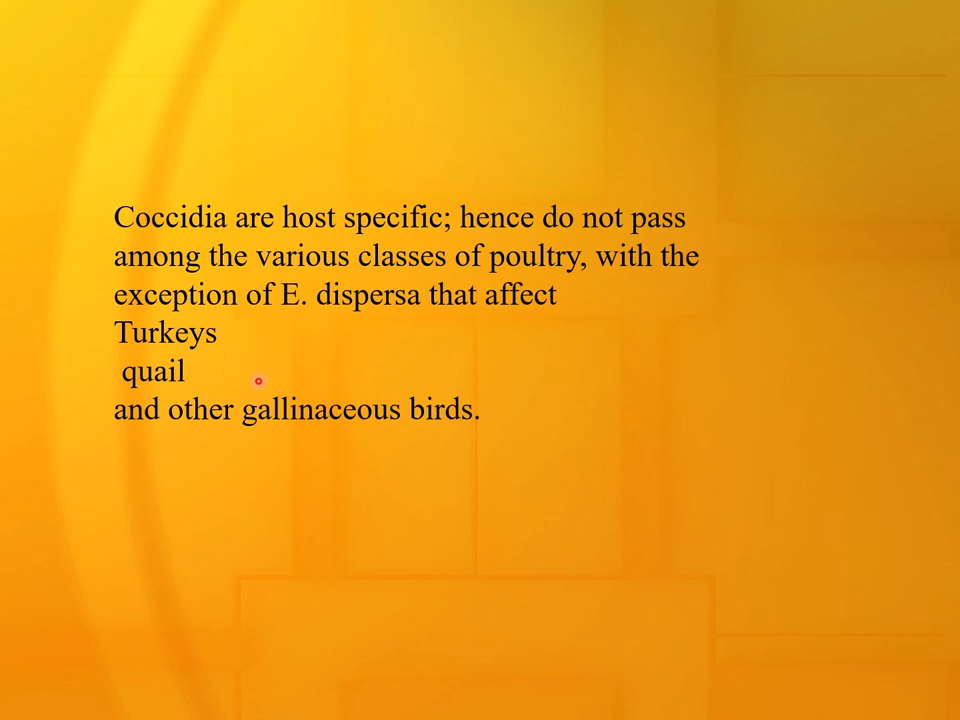 Coccidia are host specific; hence do not pass
among the various classes of poultry, with the
exception of E. dispersa that affect
Turkeys
quail
and other gallinaceous birds.